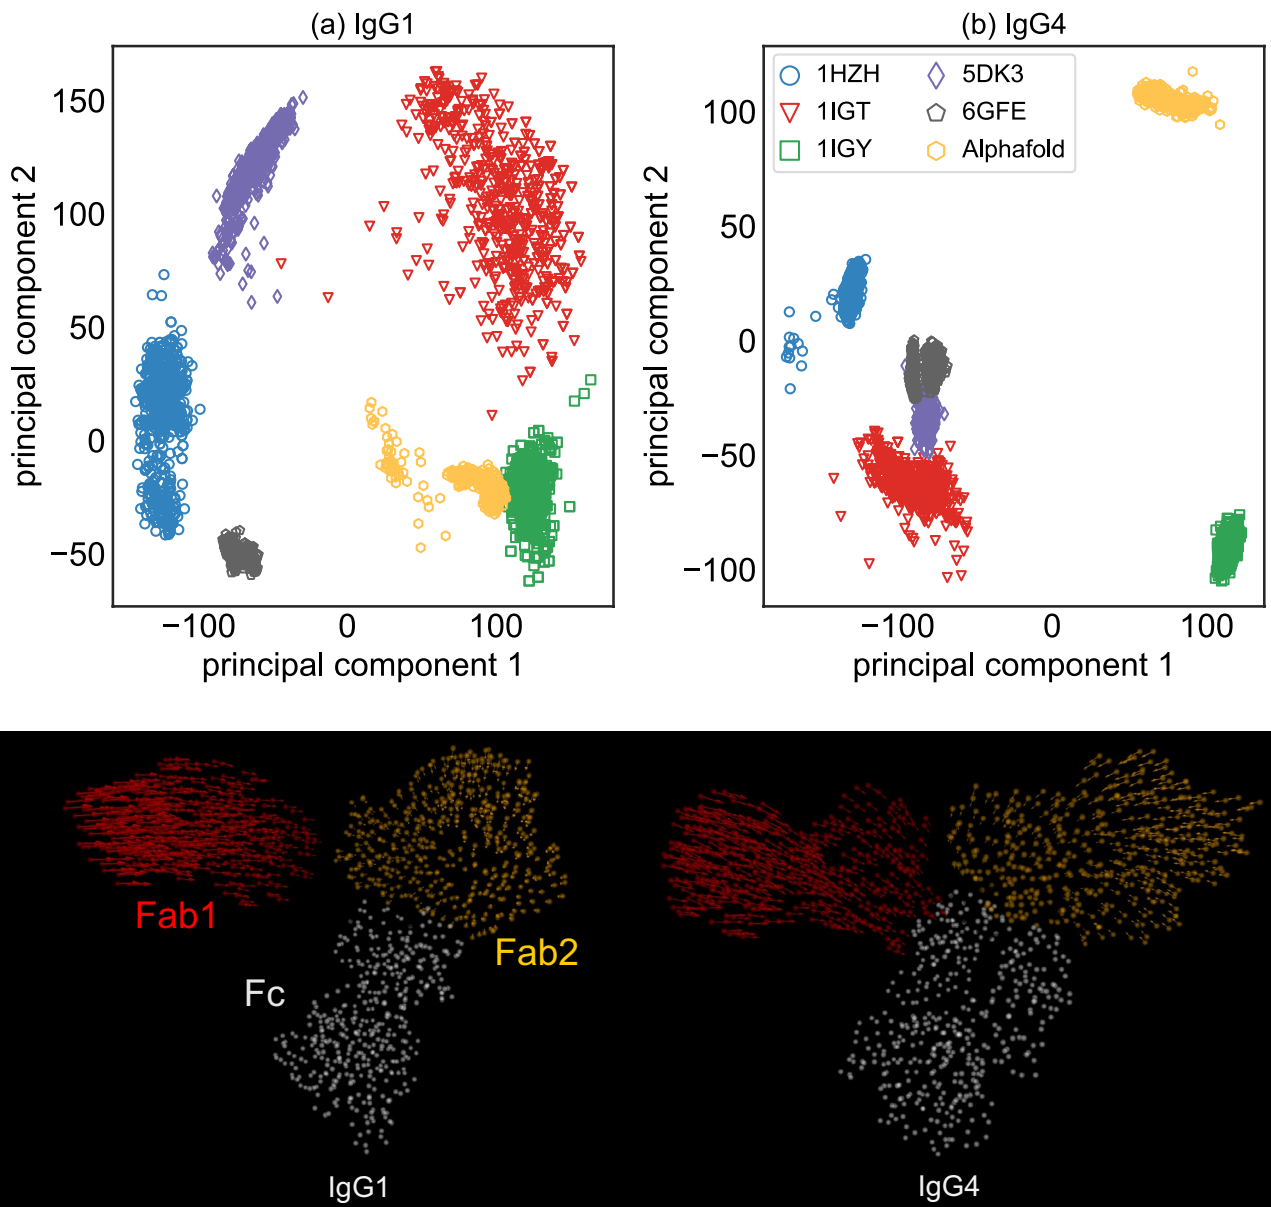 (a) IgG1
(b) IgG4
principal component 2
150
100
50
0
−50
−100
0
100
principal component 1
1HZH
5DK3
1IGT
6GFE
1IGY
Alphafold
principal component 2
100
50
0
−50
−100
−100
0
100
principal component 1
Fab1
Fab2
Fc
IgG1
IgG4